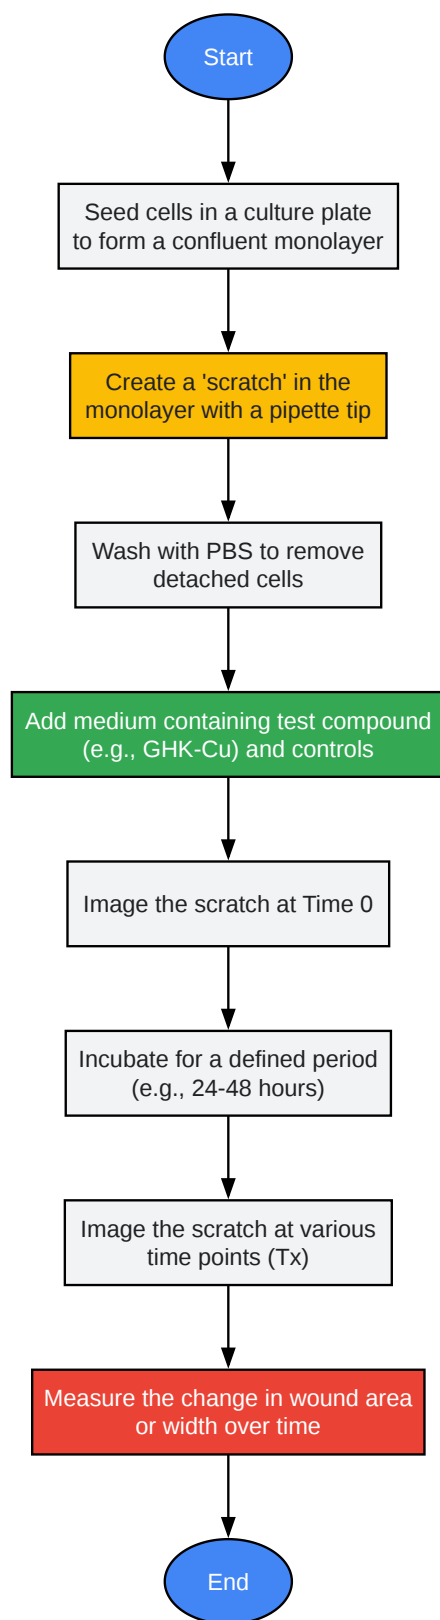 Start
Seed cells in a culture plate
to form a confluent monolayer
Create a 'scratch' in the
monolayer with a pipette tip
Wash with PBS to remove
detached cells
Add medium containing test compound
(e.g., GHK-Cu) and controls
Image the scratch at Time 0
Incubate for a defined period
(e.g., 24-48 hours)
Image the scratch at various
time points (Tx)
Measure the change in wound area
or width over time
End